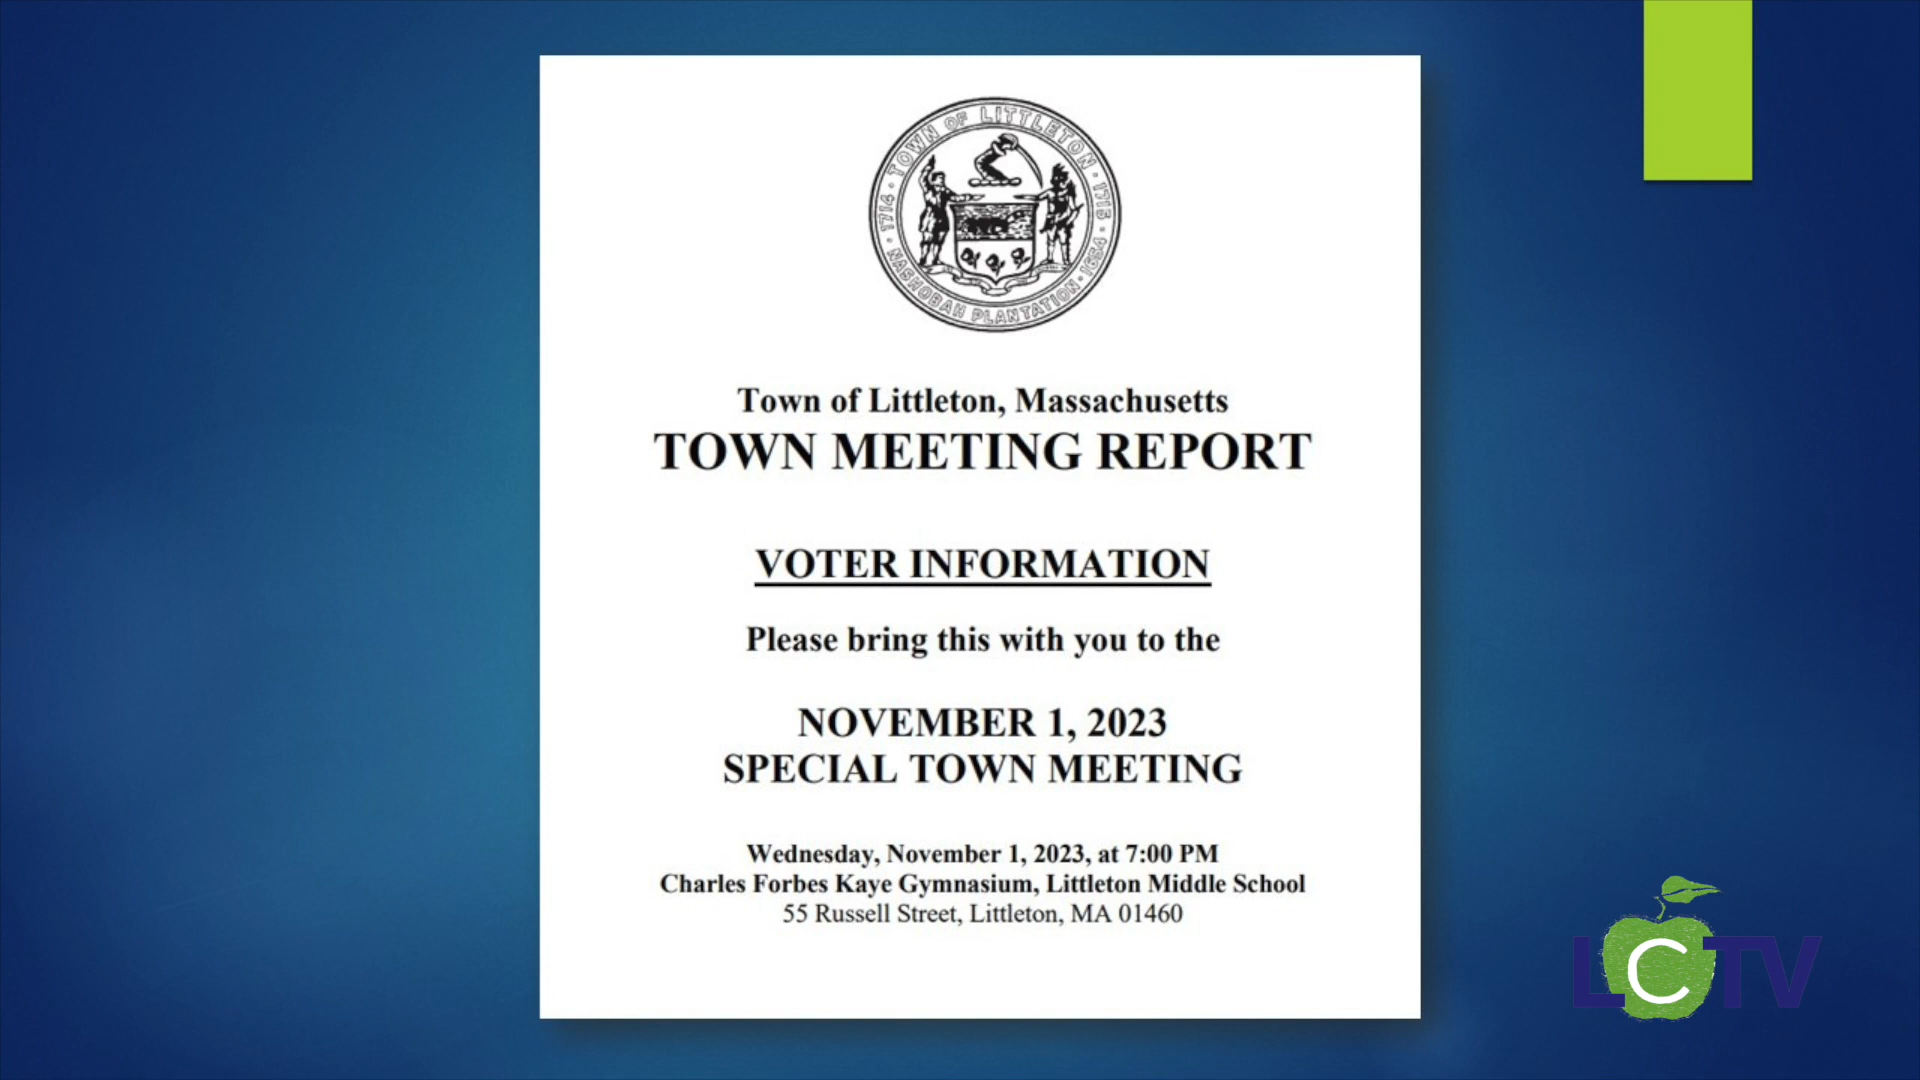 TOWN OF LITTLETON
1714
1715
NASHOBAH PLANTATION
1654
Town of Littleton, Massachusetts
TOWN MEETING REPORT
VOTER INFORMATION
Please bring this with you to the
NOVEMBER 1, 2023
SPECIAL TOWN MEETING
Wednesday, November 1, 2023, at 7:00 PM
Charles Forbes Kaye Gymnasium, Littleton Middle School
55 Russell Street, Littleton, MA 01460
LCTV